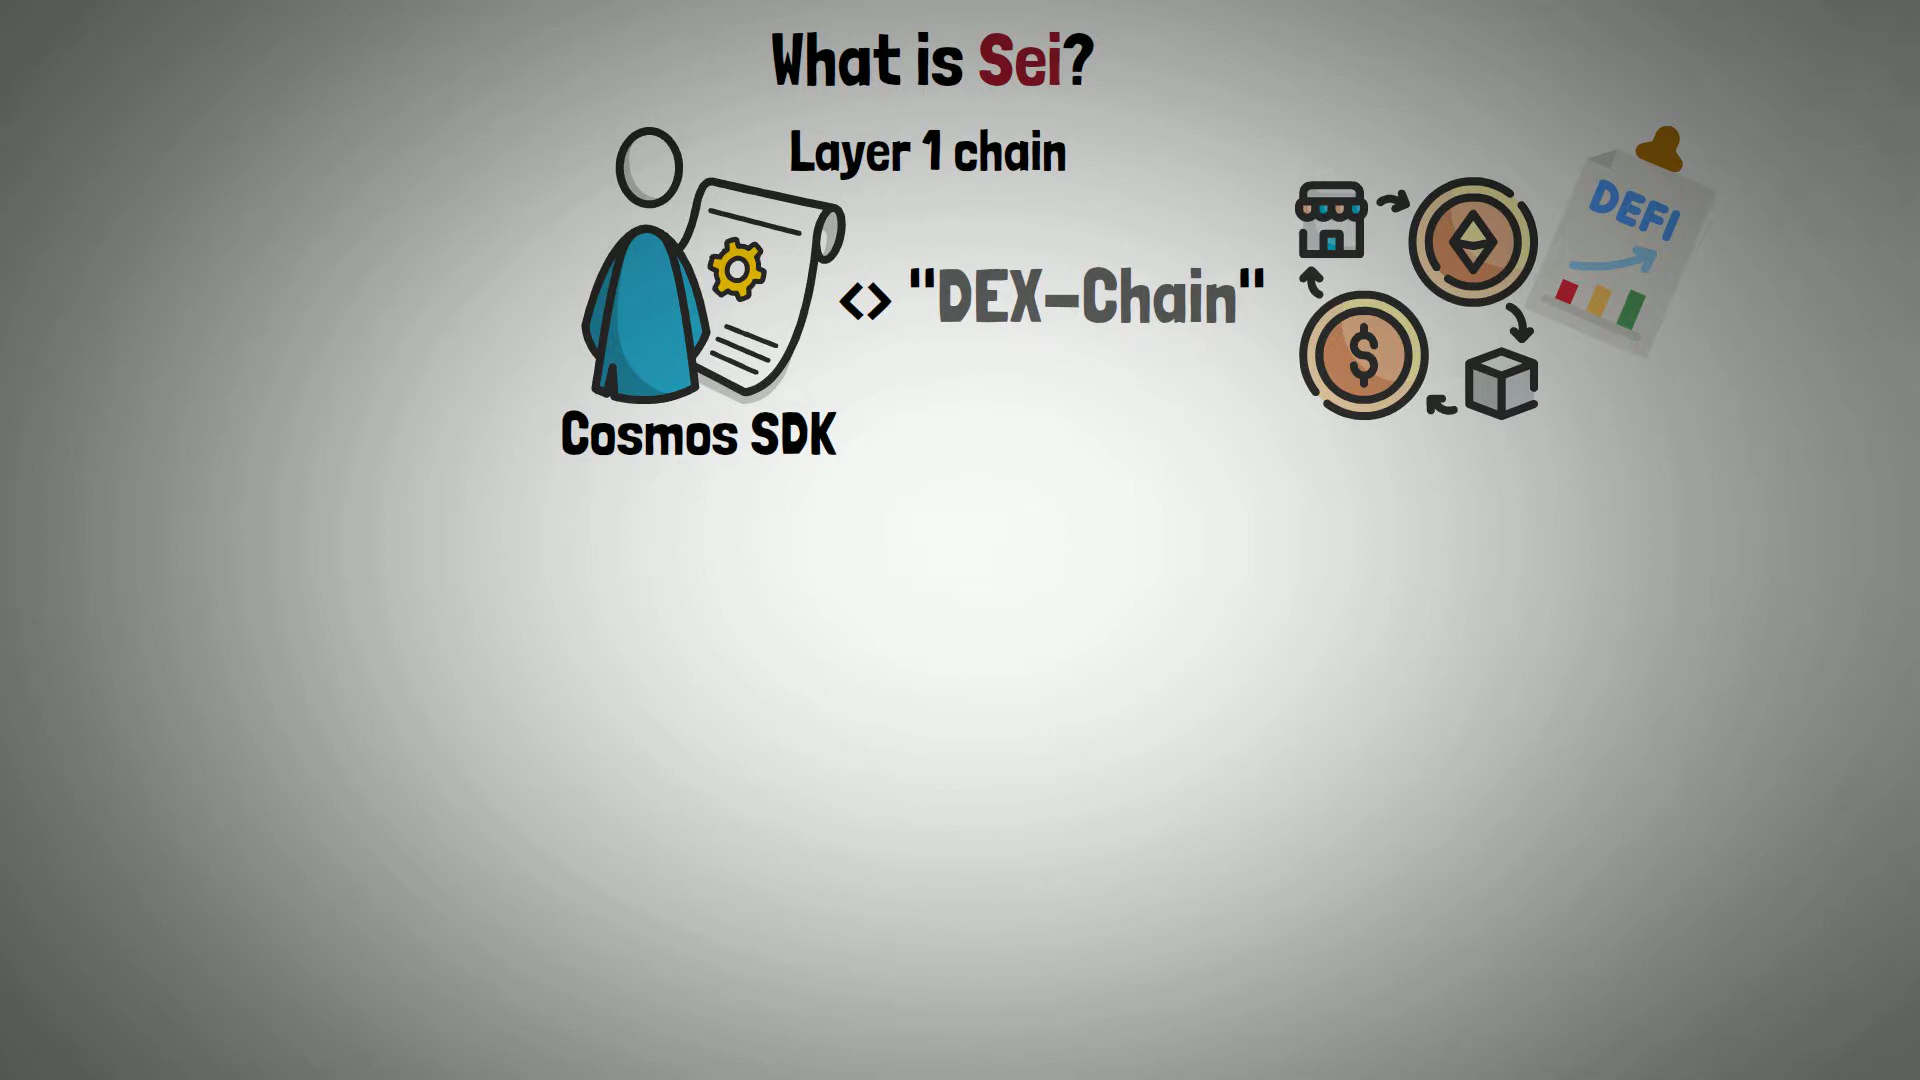 What is Sei?
Layer 1 chain
<> "DEX-Chain"
DEFI
Cosmos SDK